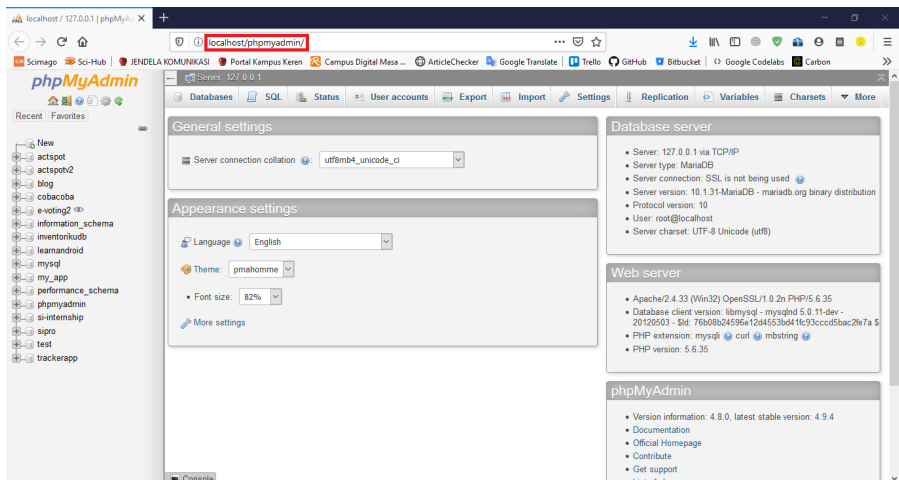 localhost / 127.0.0.1 | phpMyAd
localhost/phpmyadmin/
Scimago Sci-Hub JENDELA KOMUNIKASI Portal Kampus Keren Campus Digital Masa ... ArticleChecker Google Translate Trello GitHub Bitbucket Google Codelabs Carbon
phpMyAdmin
Recent Favorites
New
actspot
actspotv2
blog
cobacoba
e-voting2
information_schema
inventorikudb
learnandroid
mysql
my_app
performance_schema
phpmyadmin
si-internship
sipro
test
trackerapp
Server: 127.0.0.1
Databases SQL Status User accounts Export Import Settings Replication Variables Charsets More
General settings
Server connection collation : utf8mb4_unicode_ci
Appearance settings
Language English
Theme: pmahomme
Font size: 82%
More settings
Database server
Server: 127.0.0.1 via TCP/IP
Server type: MariaDB
Server connection: SSL is not being used
Server version: 10.1.31-MariaDB - mariadb.org binary distribution
Protocol version: 10
User: root@localhost
Server charset: UTF-8 Unicode (utf8)
Web server
Apache/2.4.33 (Win32) OpenSSL/1.0.2n PHP/5.6.35
Database client version: libmysql - mysqlnd 5.0.11-dev -
20120503 - $Id: 76b08b24596e12d4553bd41fc93cccd5bac2fe7a $
PHP extension: mysqli curl mbstring
PHP version: 5.6.35
phpMyAdmin
Version information: 4.8.0, latest stable version: 4.9.4
Documentation
Official Homepage
Contribute
Get support
Console